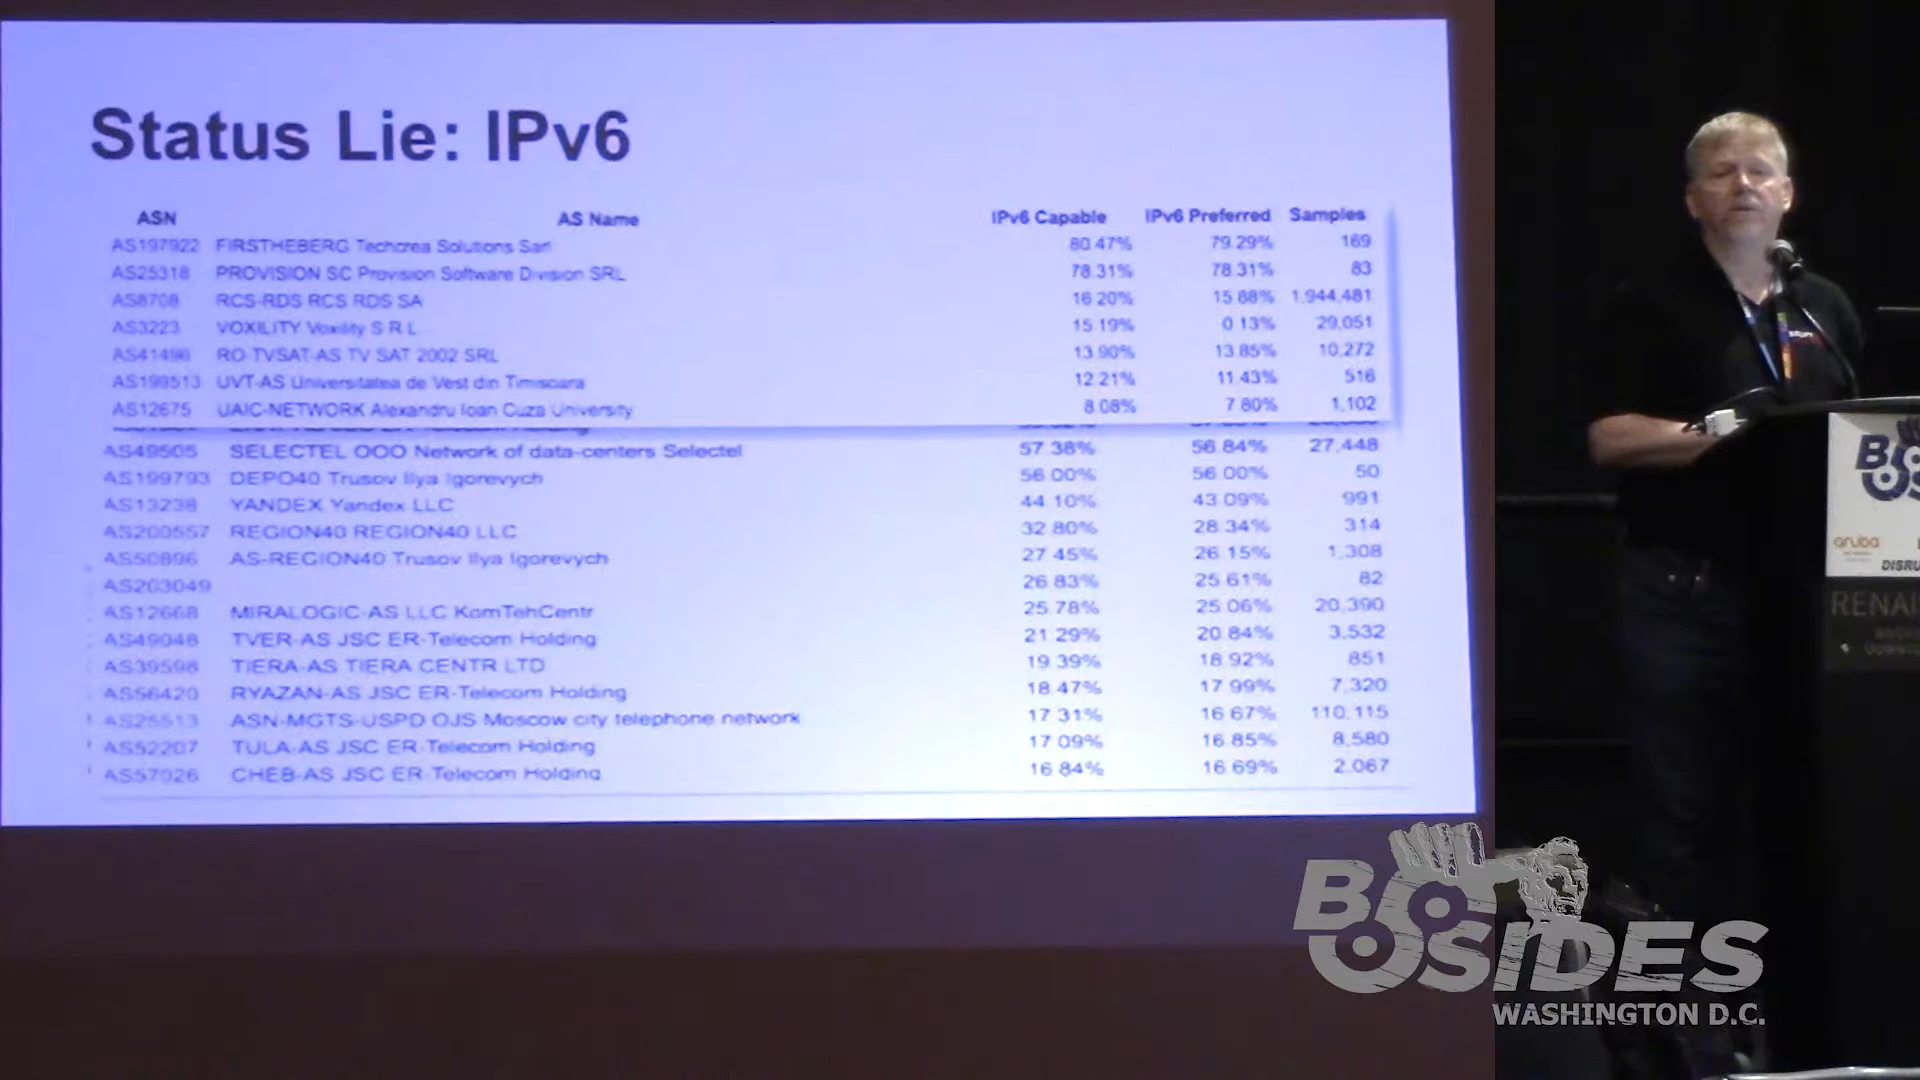 Status Lie: IPv6
ASN AS Name IPv6 Capable IPv6 Preferred Samples
AS197922 FIRSTHEBERG Techcrea Solutions Sarl 80.47% 79.29% 169
AS25318 PROVISION SC Provision Software Division SRL 78.31% 78.31% 83
AS8708 RCS-RDS RCS RDS SA 16.20% 15.88% 1,944,481
AS3223 VOXILITY Voxility S R L 15.19% 0.13% 29,051
AS41496 RO-TVSAT-AS TV SAT 2002 SRL 13.90% 13.85% 10,272
AS199513 UVT-AS Universitatea de Vest din Timisoara 12.21% 11.43% 516
AS12675 UAIC-NETWORK Alexandru Ioan Cuza University 8.08% 7.80% 1,102
AS49505 SELECTEL OOO Network of data-centers Selectel 57.38% 56.84% 27,448
AS199793 DEPO40 Trusov Ilya Igorevych 56.00% 56.00% 50
AS13238 YANDEX Yandex LLC 44.10% 43.09% 991
AS200557 REGION40 REGION40 LLC 32.80% 28.34% 314
AS50896 AS-REGION40 Trusov Ilya Igorevych 27.45% 26.15% 1,308
AS203049 26.83% 25.61% 82
AS12668 MIRALOGIC-AS LLC KomTehCentr 25.78% 25.06% 20,390
AS49048 TVER-AS JSC ER-Telecom Holding 21.29% 20.84% 3,532
AS39598 TIERA-AS TIERA CENTR LTD 19.39% 18.92% 851
AS56420 RYAZAN-AS JSC ER-Telecom Holding 18.47% 17.99% 7,320
AS25513 ASN-MGTS-USPD OJS Moscow city telephone network 17.31% 16.67% 110,115
AS52207 TULA-AS JSC ER-Telecom Holding 17.09% 16.85% 8,580
AS57026 CHEB-AS JSC ER-Telecom Holding 16.84% 16.69% 2,067
aruba
DISRU
RENAI
BSIDES
WASHINGTON D.C.